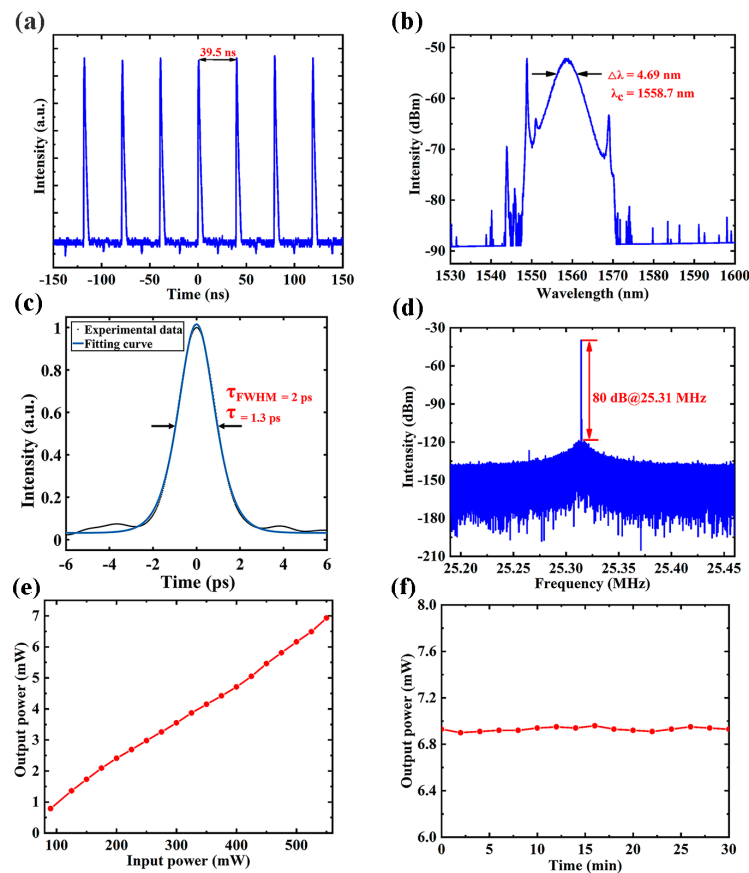 (a)
39.5 ns
Intensity (a.u.)
-150 -100 -50 0 50 100 150
Time (ns)
(b)
-50
-60
-70
-80
-90
Intensity (dBm)
Δλ = 4.69 nm
λc = 1558.7 nm
1530 1540 1550 1560 1570 1580 1590 1600
Wavelength (nm)
(c)
Experimental data
Fitting curve
1
0.8
0.6
0.4
0.2
0
Intensity (a.u.)
τFWHM = 2 ps
τ = 1.3 ps
-6 -4 -2 0 2 4 6
Time (ps)
(d)
-30
-60
-90
-120
-150
-180
-210
Intensity (dBm)
80 dB@25.31 MHz
25.20 25.25 25.30 25.35 25.40 25.45
Frequency (MHz)
(e)
7
6
5
4
3
2
1
0
Output power (mW)
100 200 300 400 500
Input power (mW)
(f)
8.0
7.6
7.2
6.8
6.4
6.0
Output power (mW)
0 5 10 15 20 25 30
Time (min)